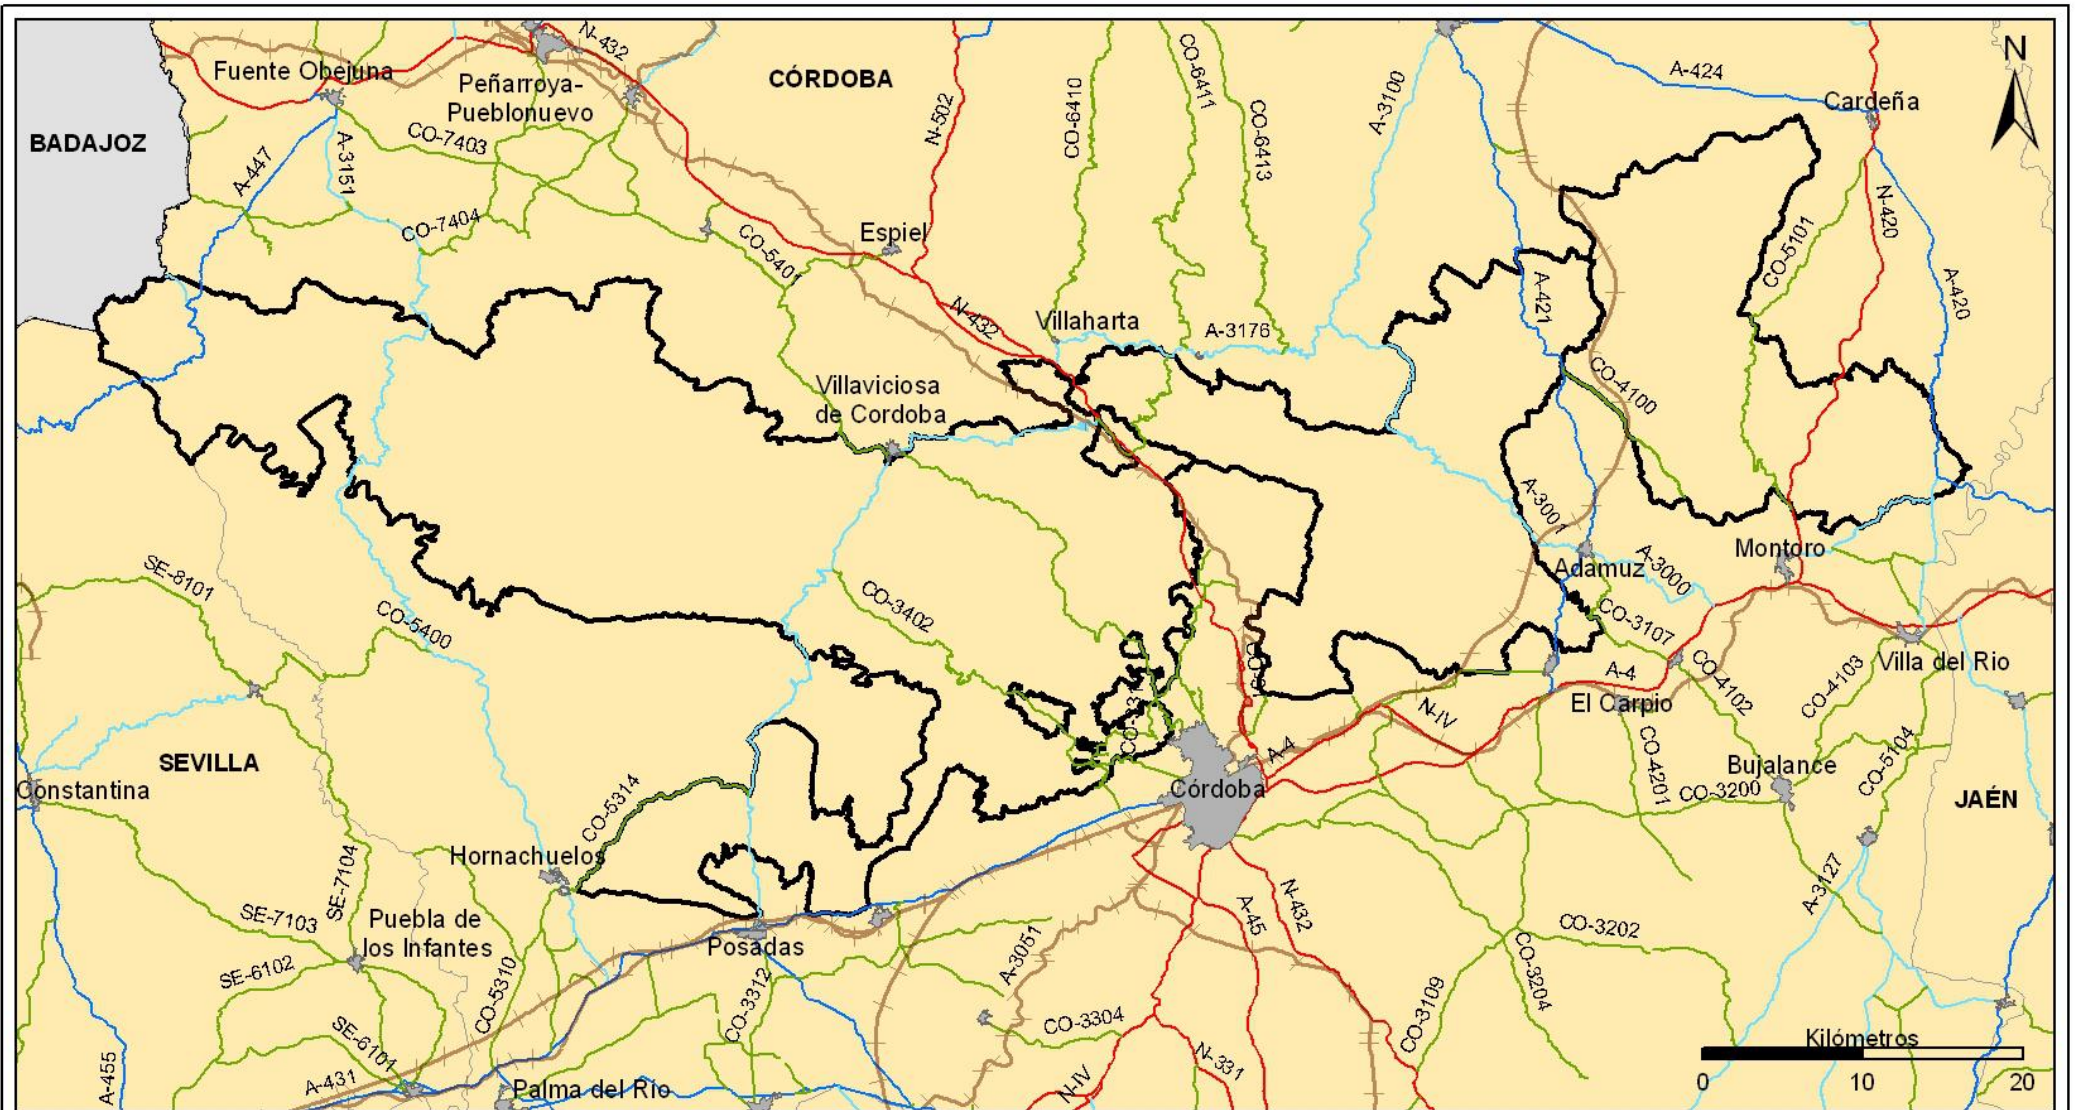 N-432
N
Fuente Obejuna
Peñarroya-
Pueblonuevo
CÓRDOBA
CO-6410
CO-6411
CO-6413
A-3100
A-424
Cardeña
BADAJOZ
A-447
A-3151
CO-7403
N-502
CO-7404
Espiel
CO-5401
CO-5101
N-420
A-420
N-432
Villaharta
A-3176
A-421
CO-4100
Villaviciosa
de Cordoba
A-3001
Montoro
Adamuz
A-3000
SE-8101
CO-5400
CO-3402
CO-3107
Villa del Rio
A-4
CO-4102
CO-4103
El Carpio
N-IV
SEVILLA
Constantina
A-4
Córdoba
CO-4201
Bujalance
CO-3200
CO-5104
JAÉN
CO-5314
Hornachuelos
SE-7104
SE-7103
Puebla de
los Infantes
SE-6102
CO-5310
Posadas
CO-3312
A-3051
A-45
N-432
A-3127
CO-3202
CO-3204
CO-3109
CO-3304
SE-6101
A-455
A-431
Palma del Rio
N-IV
N-331
Kilómetros
0 10 20